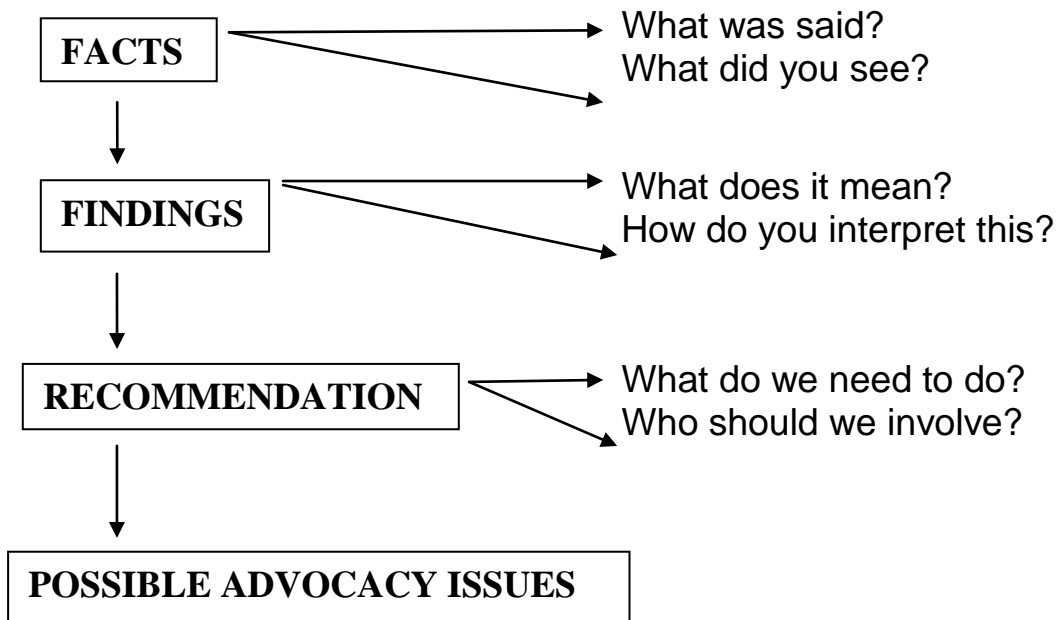 FACTS
What was said?
What did you see?
FINDINGS
What does it mean?
How do you interpret this?
RECOMMENDATION
What do we need to do?
Who should we involve?
POSSIBLE ADVOCACY ISSUES